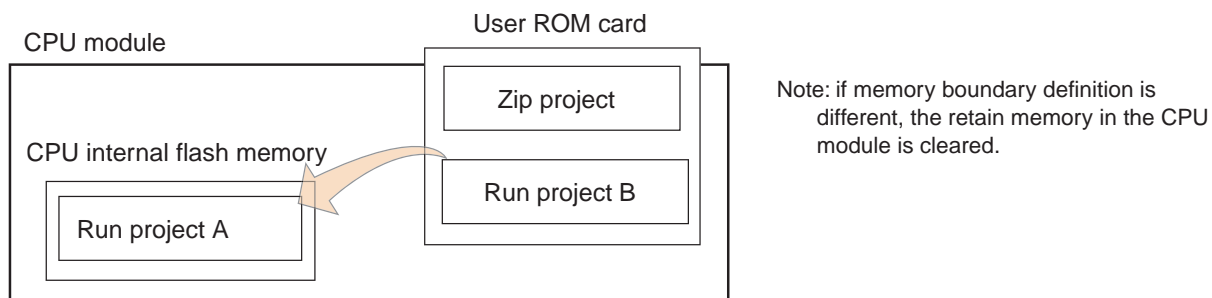 User ROM card
CPU module
Zip project
Note: if memory boundary definition is
different, the retain memory in the CPU
module is cleared.
CPU internal flash memory
Run project B
Run project A